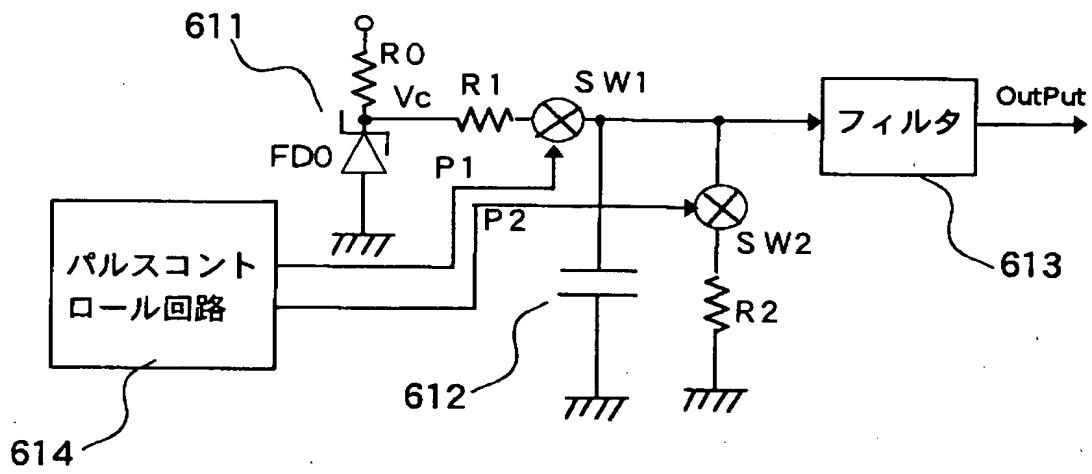 611
R0
Vc
R1
SW1
FD0
P1
P2
フィルタ
OutPut
SW2
613
パルスコント
ロール回路
R2
612
614